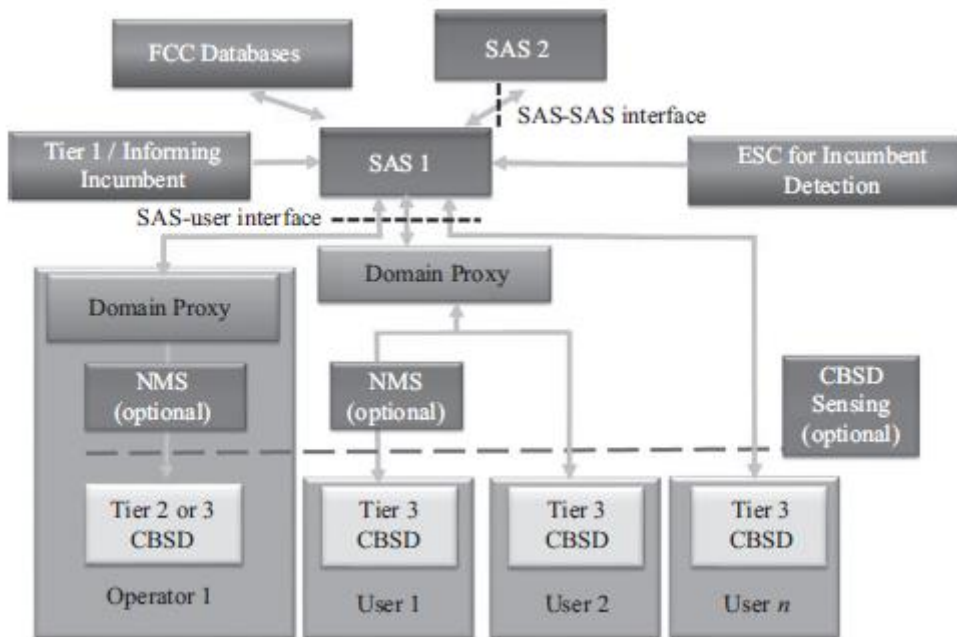 FCC Databases
SAS 2
SAS-SAS interface
Tier 1 / Informing
Incumbent
SAS 1
ESC for Incumbent
Detection
SAS-user interface
Domain Proxy
Domain Proxy
NMS
(optional)
NMS
(optional)
CBSD
Sensing
(optional)
Tier 2 or 3
CBSD
Tier 3
CBSD
Tier 3
CBSD
Tier 3
CBSD
Operator 1
User 1
User 2
User n